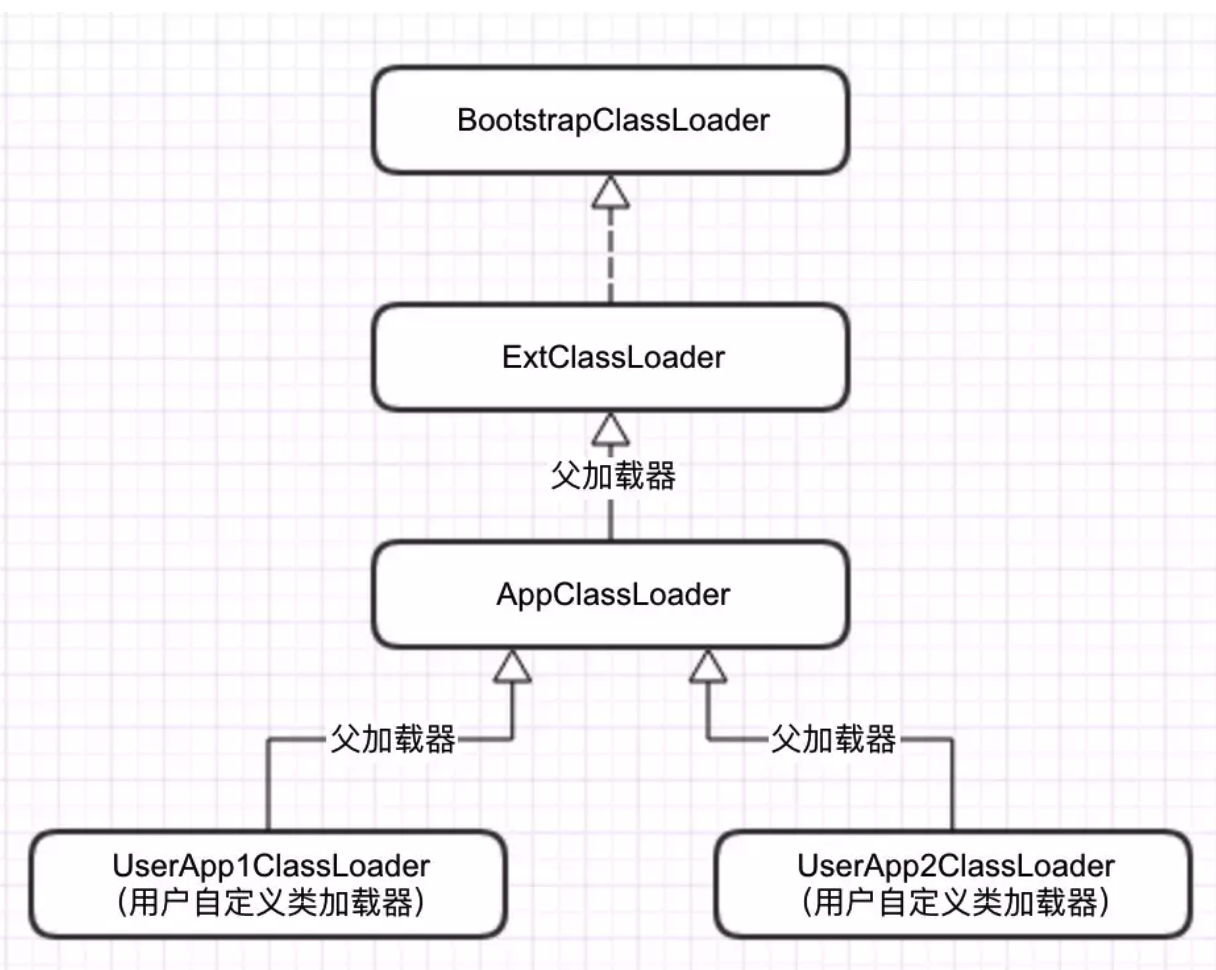 BootstrapClassLoader
ExtClassLoader
父加载器
AppClassLoader
父加载器
父加载器
UserApp1ClassLoader
（用户自定义类加载器）
UserApp2ClassLoader
（用户自定义类加载器）